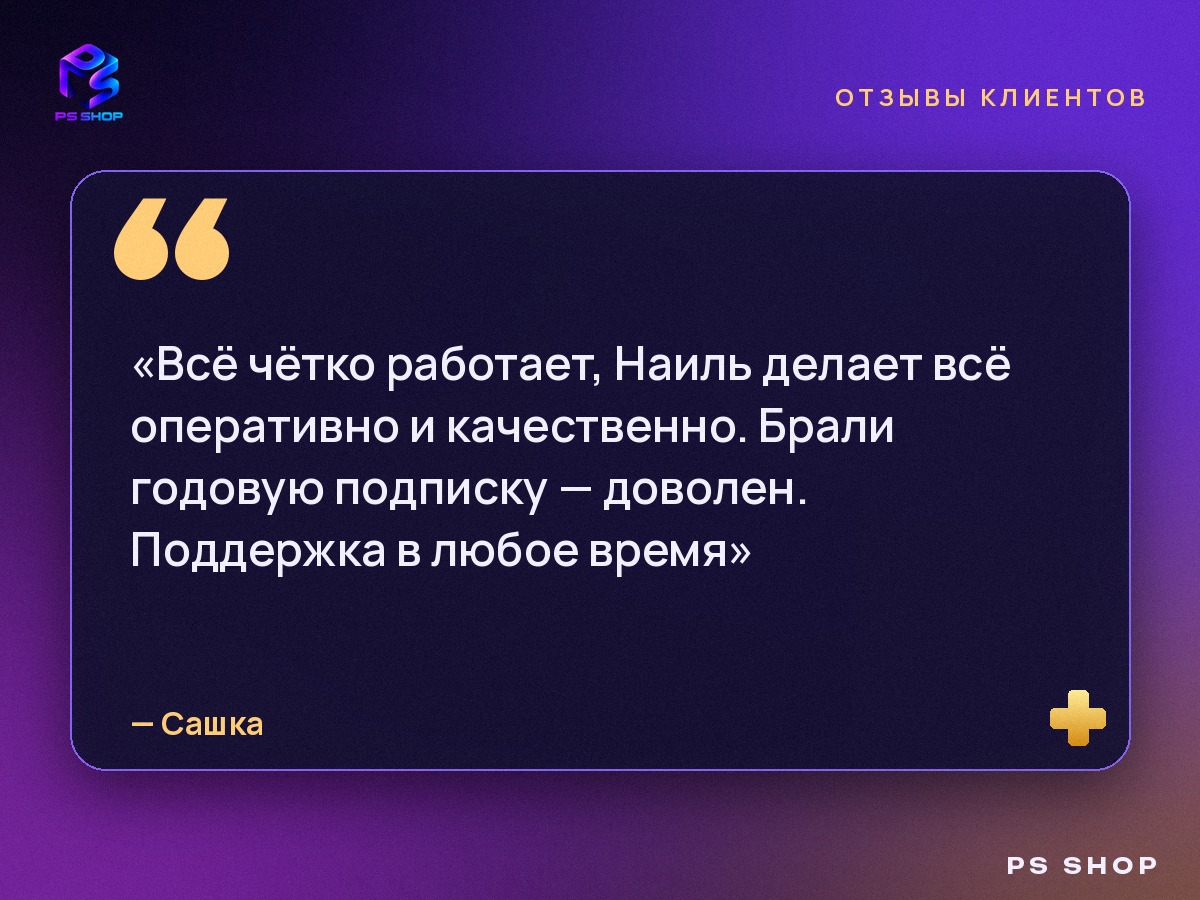 PS SHOP
ОТЗЫВЫ КЛИЕНТОВ
«Всё чётко работает, Наиль делает всё
оперативно и качественно. Брали
годовую подписку — доволен.
Поддержка в любое время»
— Сашка
PS SHOP